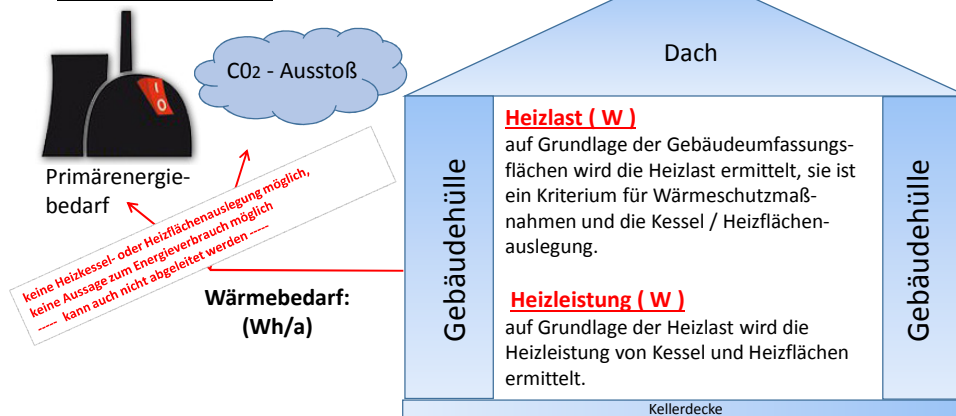 C02 - Ausstoß
Primärenergie-
bedarf
keine Heizkessel- oder Heizflächenauslegung möglich,
keine Aussage zum Energieverbrauch möglich
----- kann auch nicht abgeleitet werden -----
Wärmebedarf:
(Wh/a)
Dach
Gebäudehülle
Heizlast ( W )
auf Grundlage der Gebäudeumfassungs-
flächen wird die Heizlast ermittelt, sie ist
ein Kriterium für Wärmeschutzmaß-
nahmen und die Kessel / Heizflächen-
auslegung.
Heizleistung ( W )
auf Grundlage der Heizlast wird die
Heizleistung von Kessel und Heizflächen
ermittelt.
Gebäudehülle
Kellerdecke
I
O